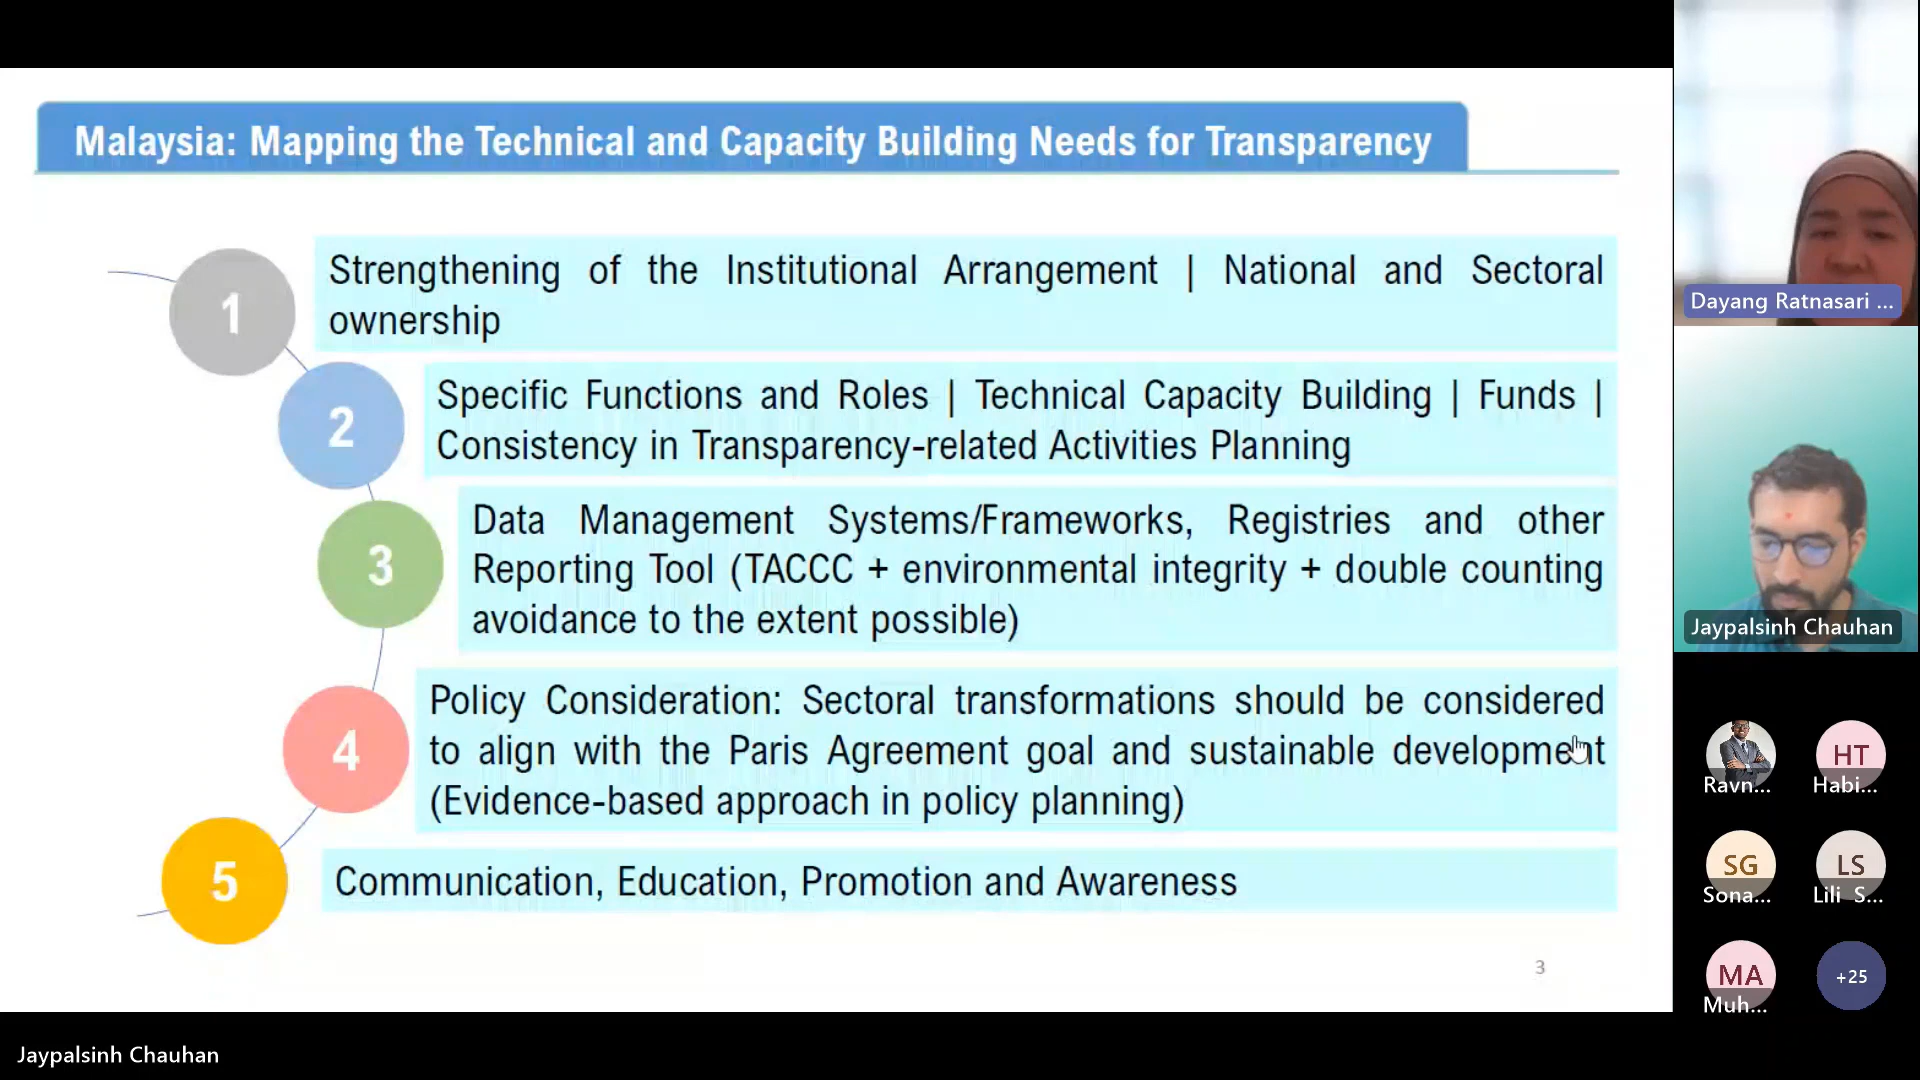 Malaysia: Mapping the Technical and Capacity Building Needs for Transparency
1
Strengthening of the Institutional Arrangement | National and Sectoral
ownership
2
Specific Functions and Roles | Technical Capacity Building | Funds |
Consistency in Transparency-related Activities Planning
3
Data Management Systems/Frameworks, Registries and other
Reporting Tool (TACCC + environmental integrity + double counting
avoidance to the extent possible)
4
Policy Consideration: Sectoral transformations should be considered
to align with the Paris Agreement goal and sustainable development
(Evidence-based approach in policy planning)
5
Communication, Education, Promotion and Awareness
3
Dayang Ratnasari ...
Jaypalsinh Chauhan
Ravn...
HT
Habi...
SG
Sona...
LS
Lili S...
MA
Muh...
+25
Jaypalsinh Chauhan